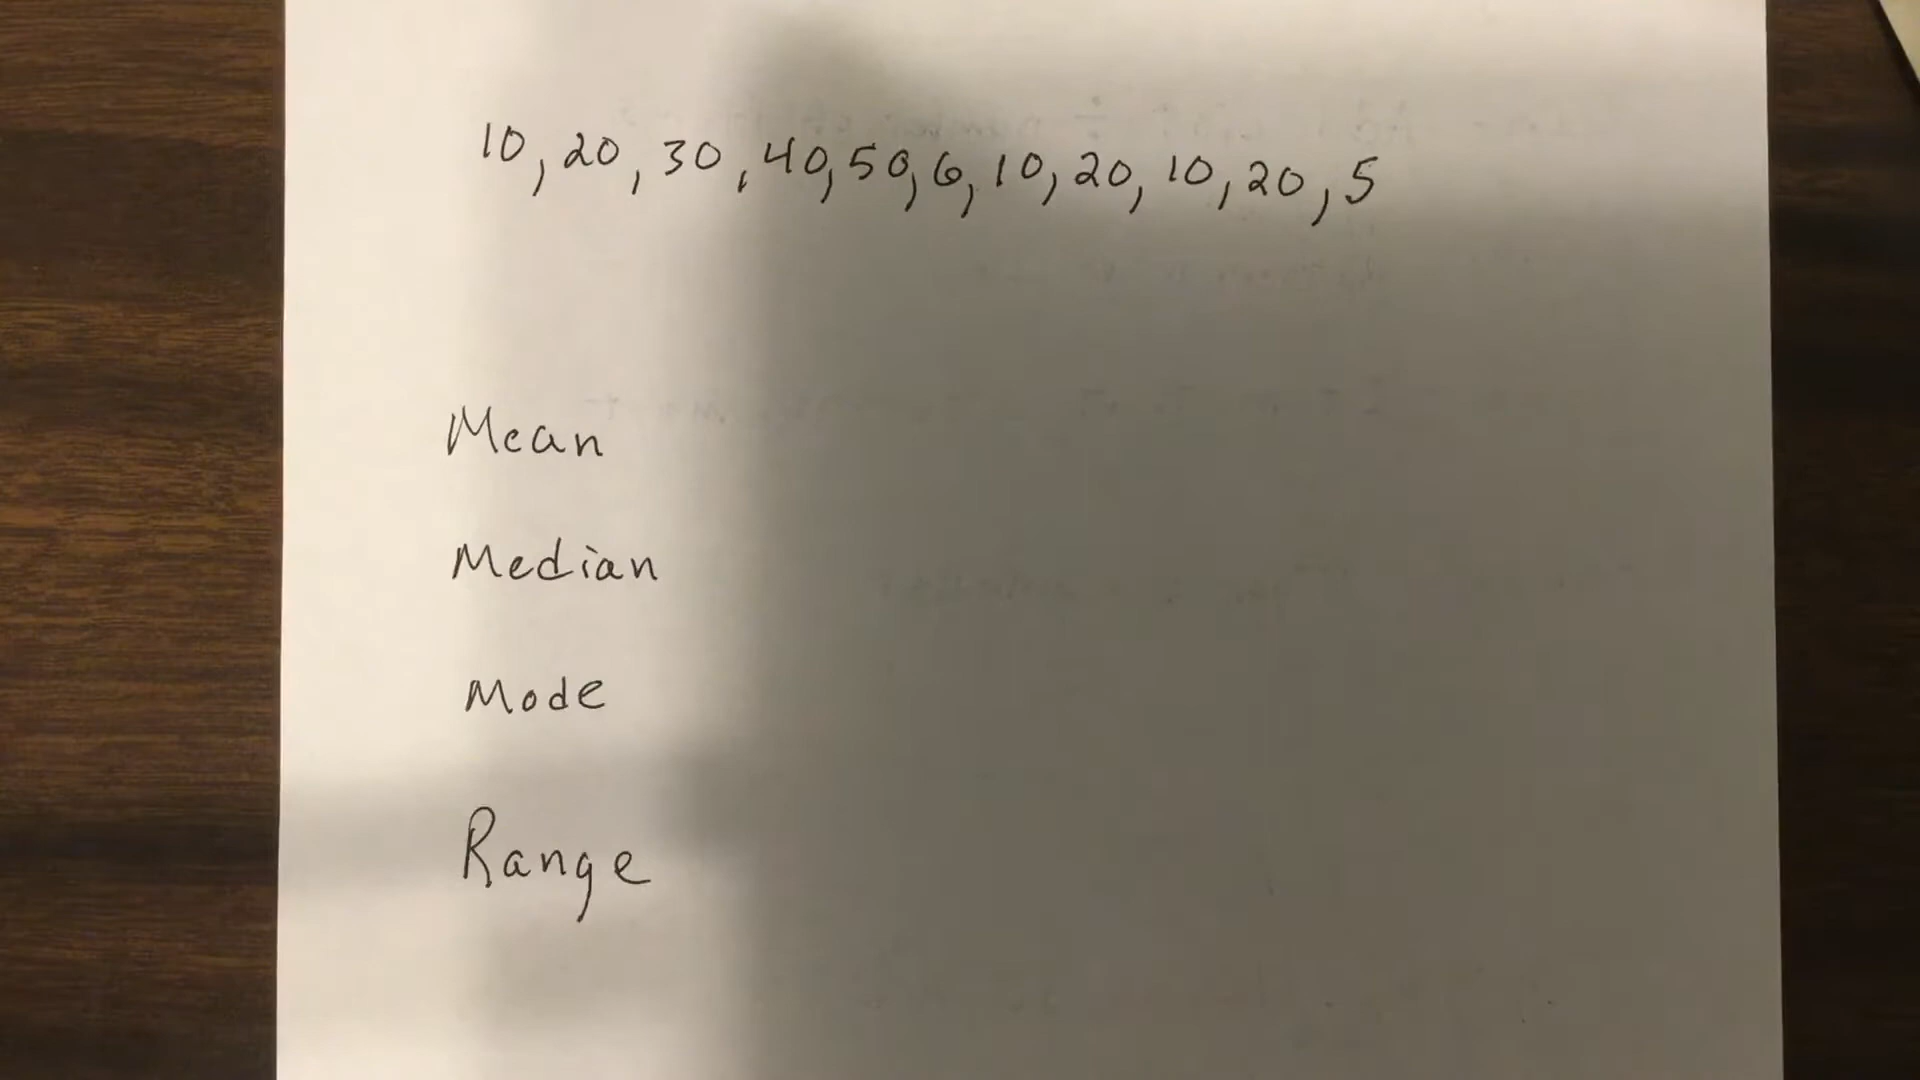 10, 20, 30, 40, 50, 6, 10, 20, 10, 20, 5
Mean
Median
Mode
Range